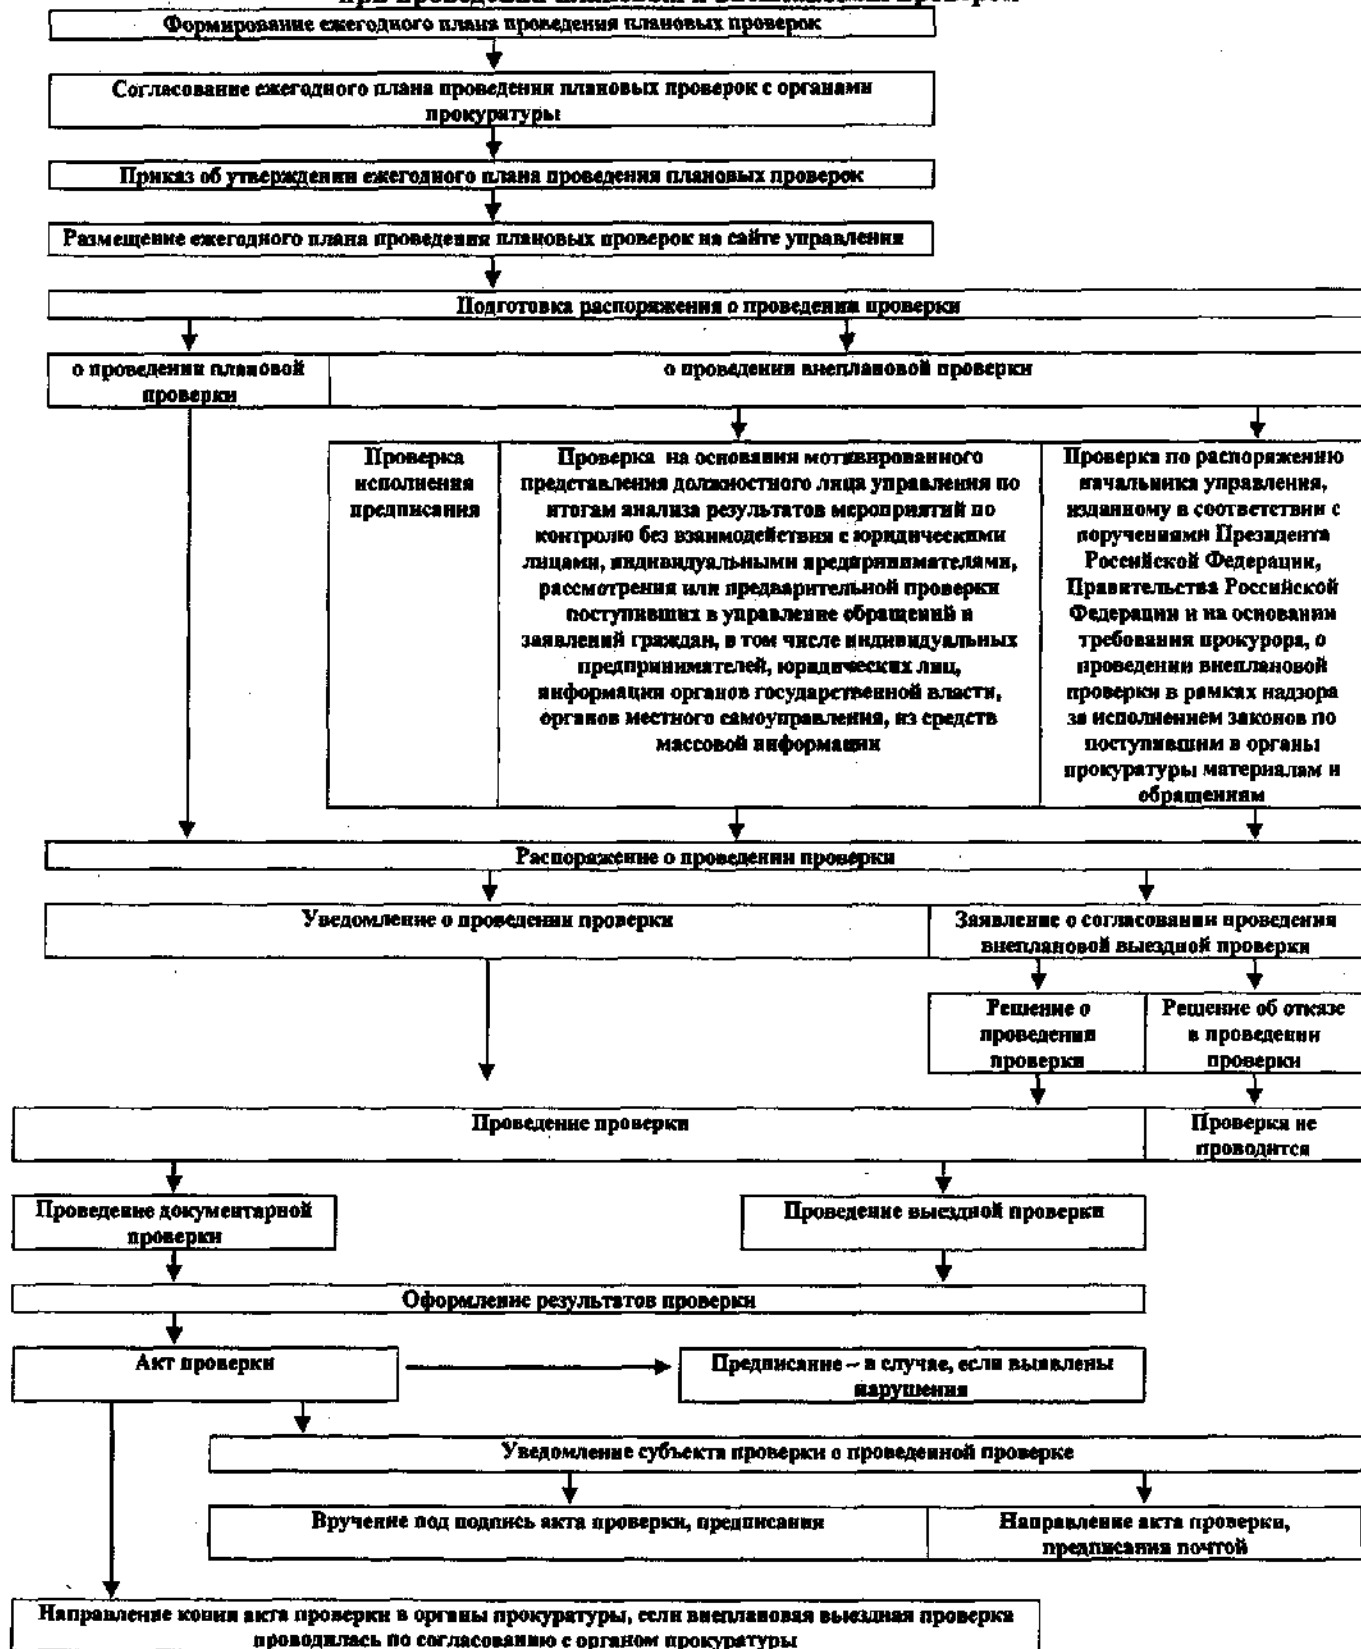 при проведении плановой и внеплановой проверок
Формирование ежегодного плана проведения плановых проверок
Согласование ежегодного плана проведения плановых проверок с органами
прокуратуры
Приказ об утверждении ежегодного плана проведения плановых проверок
Размещение ежегодного плана проведения плановых проверок на сайте управления
Подготовка распоряжения о проведении проверки
о проведении плановой
проверки
о проведении внеплановой проверки
Проверка
исполнения
предписания
Проверка на основания мотивированного
представления должностного лица управления по
итогам анализа результатов мероприятий по
контролю без взаимодействия с юридическими
лицами, индивидуальными предпринимателями,
рассмотрения или предварительной проверки
поступивших в управление обращений и
заявлений граждан, в том числе индивидуальных
предпринимателей, юридических лиц,
информации органов государственной власти,
органов местного самоуправления, из средств
массовой информации
Проверка по распоряжению
начальника управления,
изданному в соответствии с
поручениями Президента
Российской Федерации,
Правительства Российской
Федерации и на основании
требования прокурора, о
проведении внеплановой
проверки в рамках надзора
за исполнением законов по
поступившим в органы
прокуратуры материалам и
обращениям
Распоряжение о проведении проверки
Уведомление о проведении проверки
Заявление о согласовании проведения
внеплановой выездной проверки
Решение о
проведении
проверки
Решение об отказе
в проведении
проверки
Проведение проверки
Проверка не
проводится
Проведение документарной
проверки
Проведение выездной проверки
Оформление результатов проверки
Акт проверки
Предписание – в случае, если выявлены
нарушения
Уведомление субъекта проверки о проведенной проверке
Вручение под подпись акта проверки, предписания
Направление акта проверки,
предписания почтой
Направление копии акта проверки в органы прокуратуры, если внеплановая выездная проверка
проводилась по согласованию с органом прокуратуры